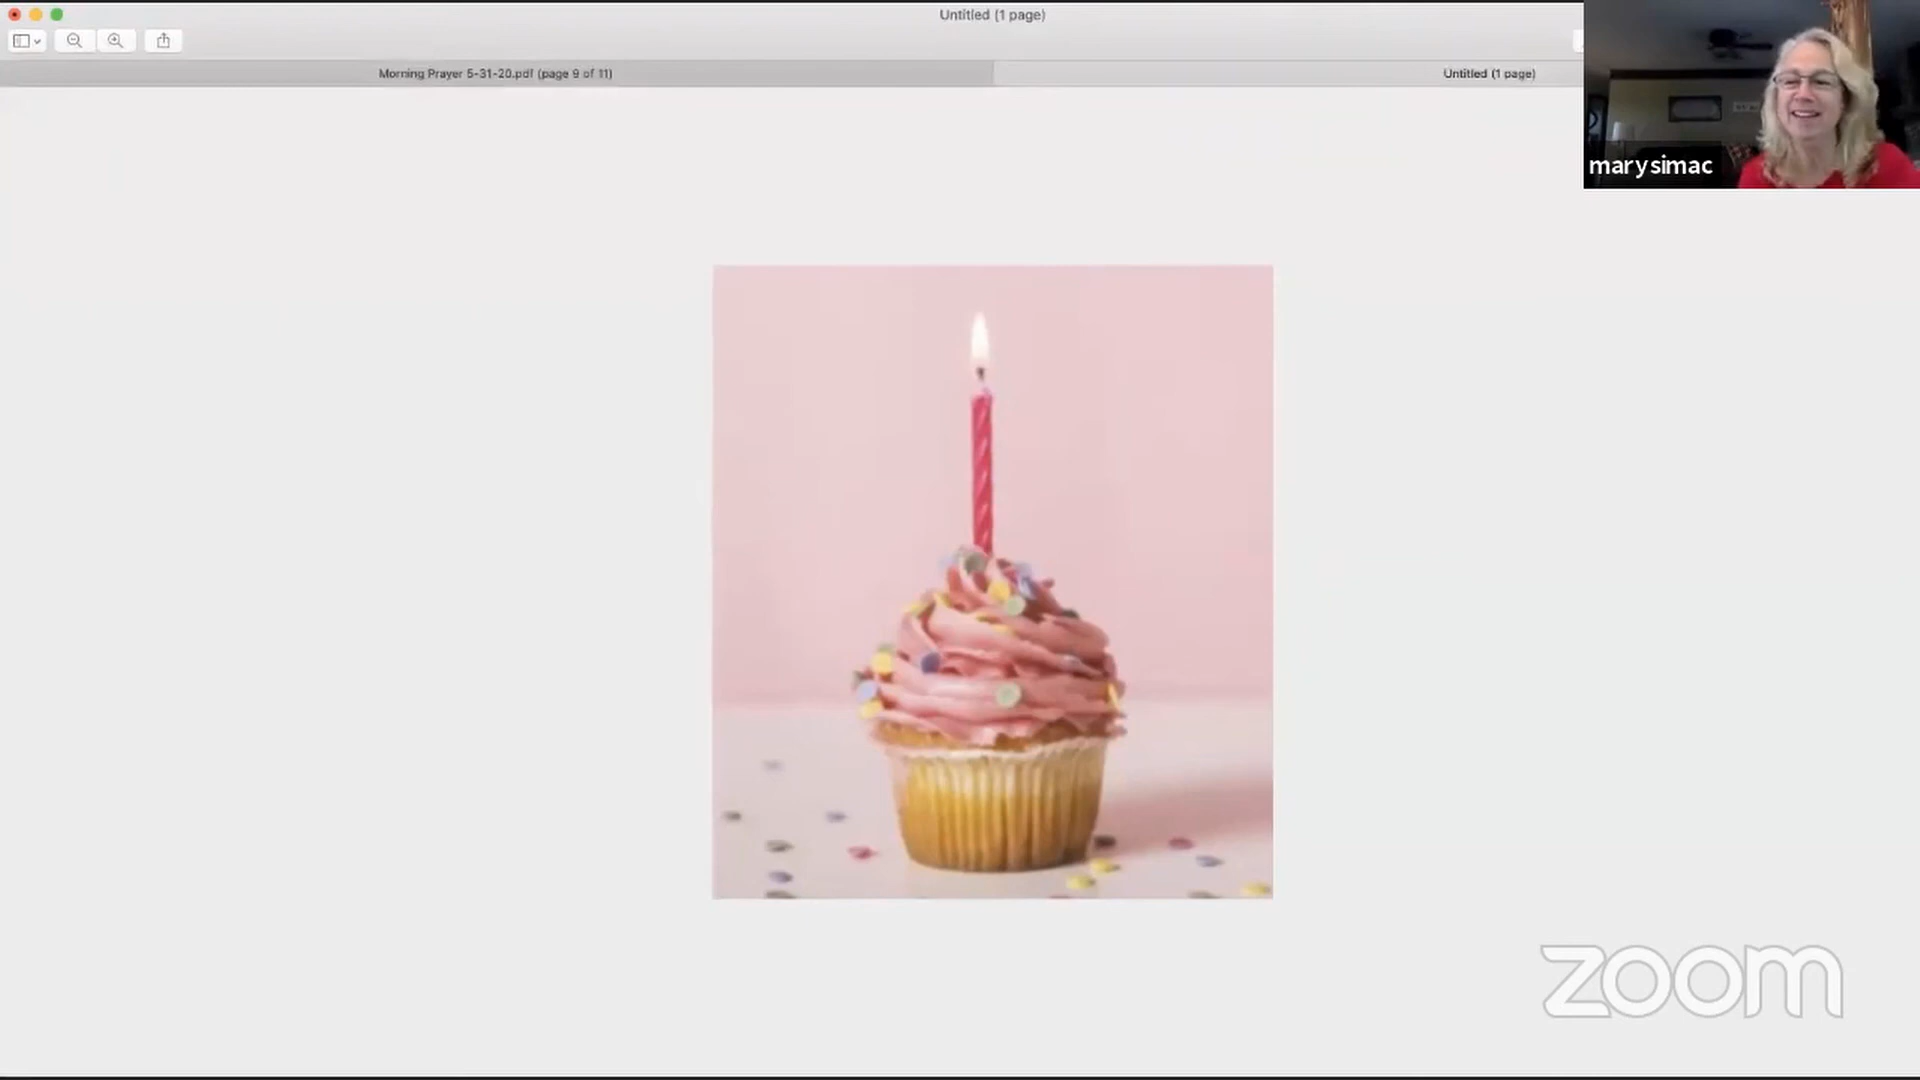 Untitled (1 page)
Morning Prayer 5-31-20.pdf (page 9 of 11)
Untitled (1 page)
marysimac
zoom